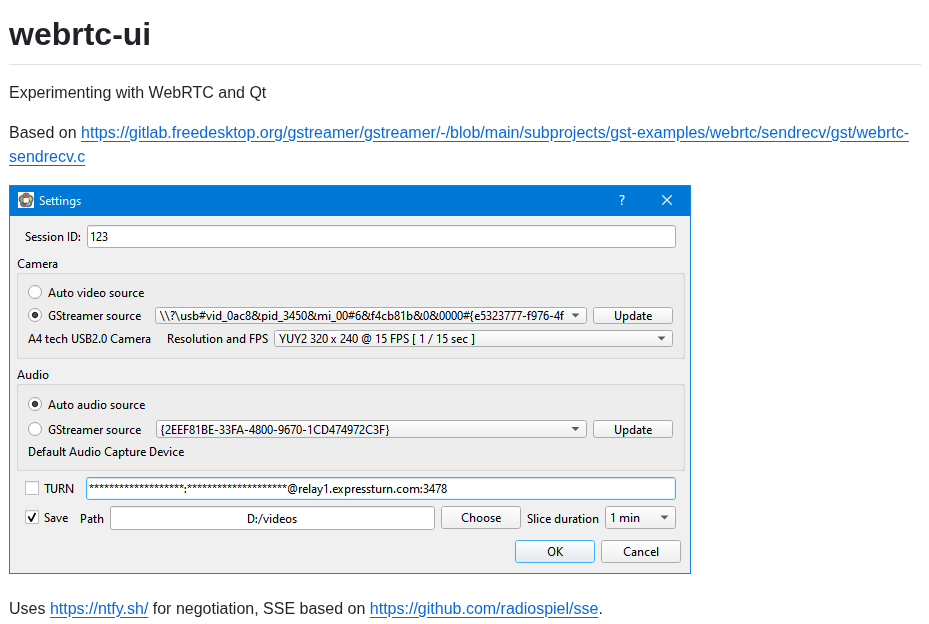 webrtc-ui
Experimenting with WebRTC and Qt
Based on https://gitlab.freedesktop.org/gstreamer/gstreamer/-/blob/main/subprojects/gst-examples/webrtc/sendrecv/gst/webrtc-
sendrecv.c
Settings ?
Session ID: 123
Camera
Auto video source
GStreamer source \\?\usb#vid_0ac8&pid_3450&mi_00#6&f4cb81b&0&0000#{e5323777-f976-4f Update
A4 tech USB2.0 Camera Resolution and FPS YUY2 320 x 240 @ 15 FPS [ 1 / 15 sec ]
Audio
Auto audio source
GStreamer source {2EEF81BE-33FA-4800-9670-1CD474972C3F} Update
Default Audio Capture Device
TURN *******************:********************@relay1.expressturn.com:3478
Save Path D:/videos Choose Slice duration 1 min
OK Cancel
Uses https://ntfy.sh/ for negotiation, SSE based on https://github.com/radiospiel/sse.